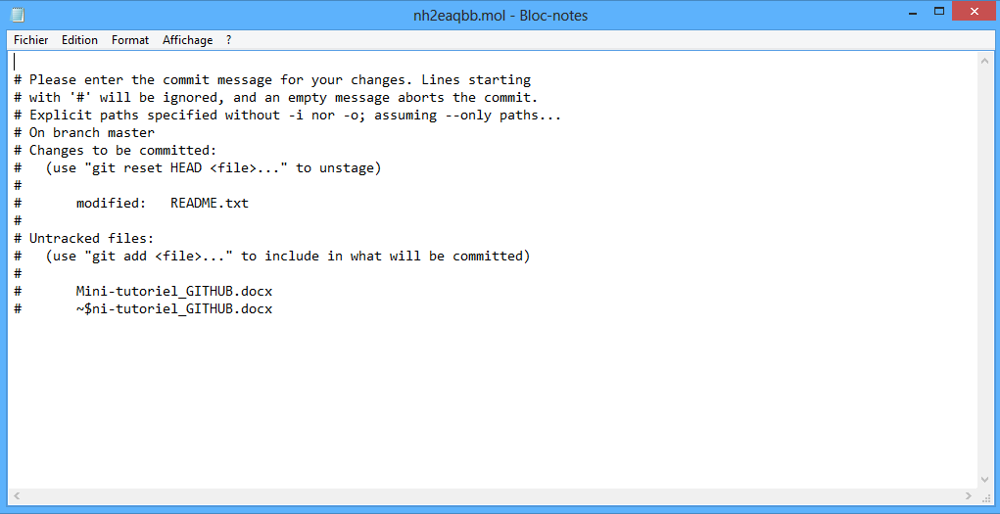 nh2eaqbb.mol - Bloc-notes
Fichier Edition Format Affichage ?
# Please enter the commit message for your changes. Lines starting
# with '#' will be ignored, and an empty message aborts the commit.
# Explicit paths specified without -i nor -o; assuming --only paths...
# On branch master
# Changes to be committed:
#   (use "git reset HEAD <file>..." to unstage)
#
#       modified:   README.txt
#
# Untracked files:
#   (use "git add <file>..." to include in what will be committed)
#
#       Mini-tutoriel_GITHUB.docx
#       ~$ni-tutoriel_GITHUB.docx